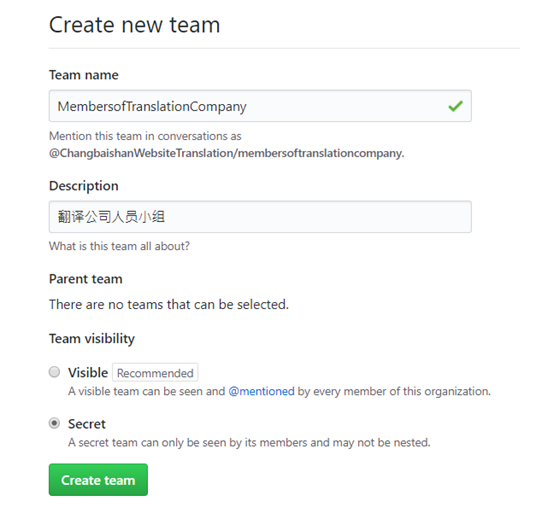 Create new team
Team name
MembersofTranslationCompany
Mention this team in conversations as
@ChangbaishanWebsiteTranslation/membersoftranslationcompany.
Description
翻译公司人员小组
What is this team all about?
Parent team
There are no teams that can be selected.
Team visibility
Visible Recommended
A visible team can be seen and @mentioned by every member of this organization.
Secret
A secret team can only be seen by its members and may not be nested.
Create team